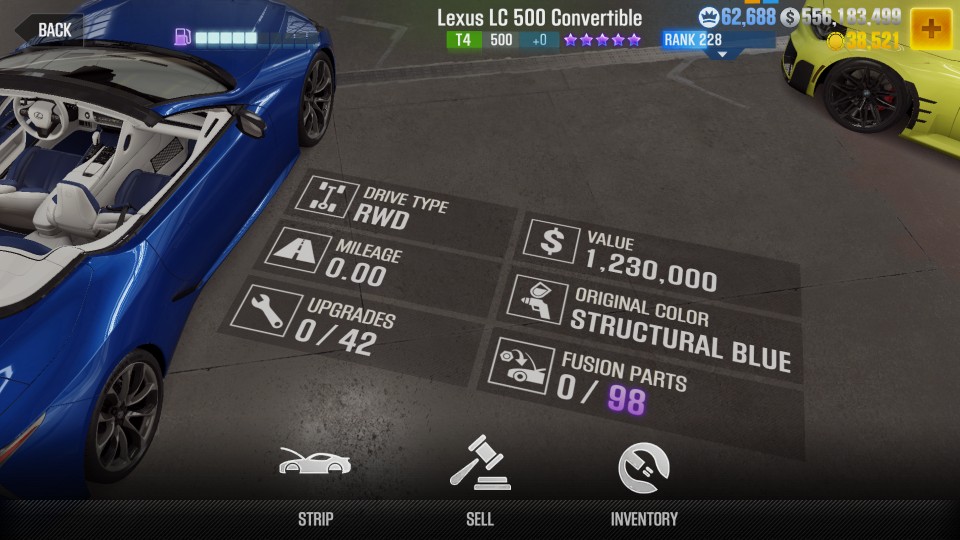 BACK
Lexus LC 500 Convertible
T4 500 +0
RANK 228
62,688
$ 556,183,499
38,521
DRIVE TYPE
RWD
MILEAGE
0.00
UPGRADES
0 / 42
$
VALUE
1,230,000
ORIGINAL COLOR
STRUCTURAL BLUE
FUSION PARTS
0 / 98
STRIP
SELL
INVENTORY